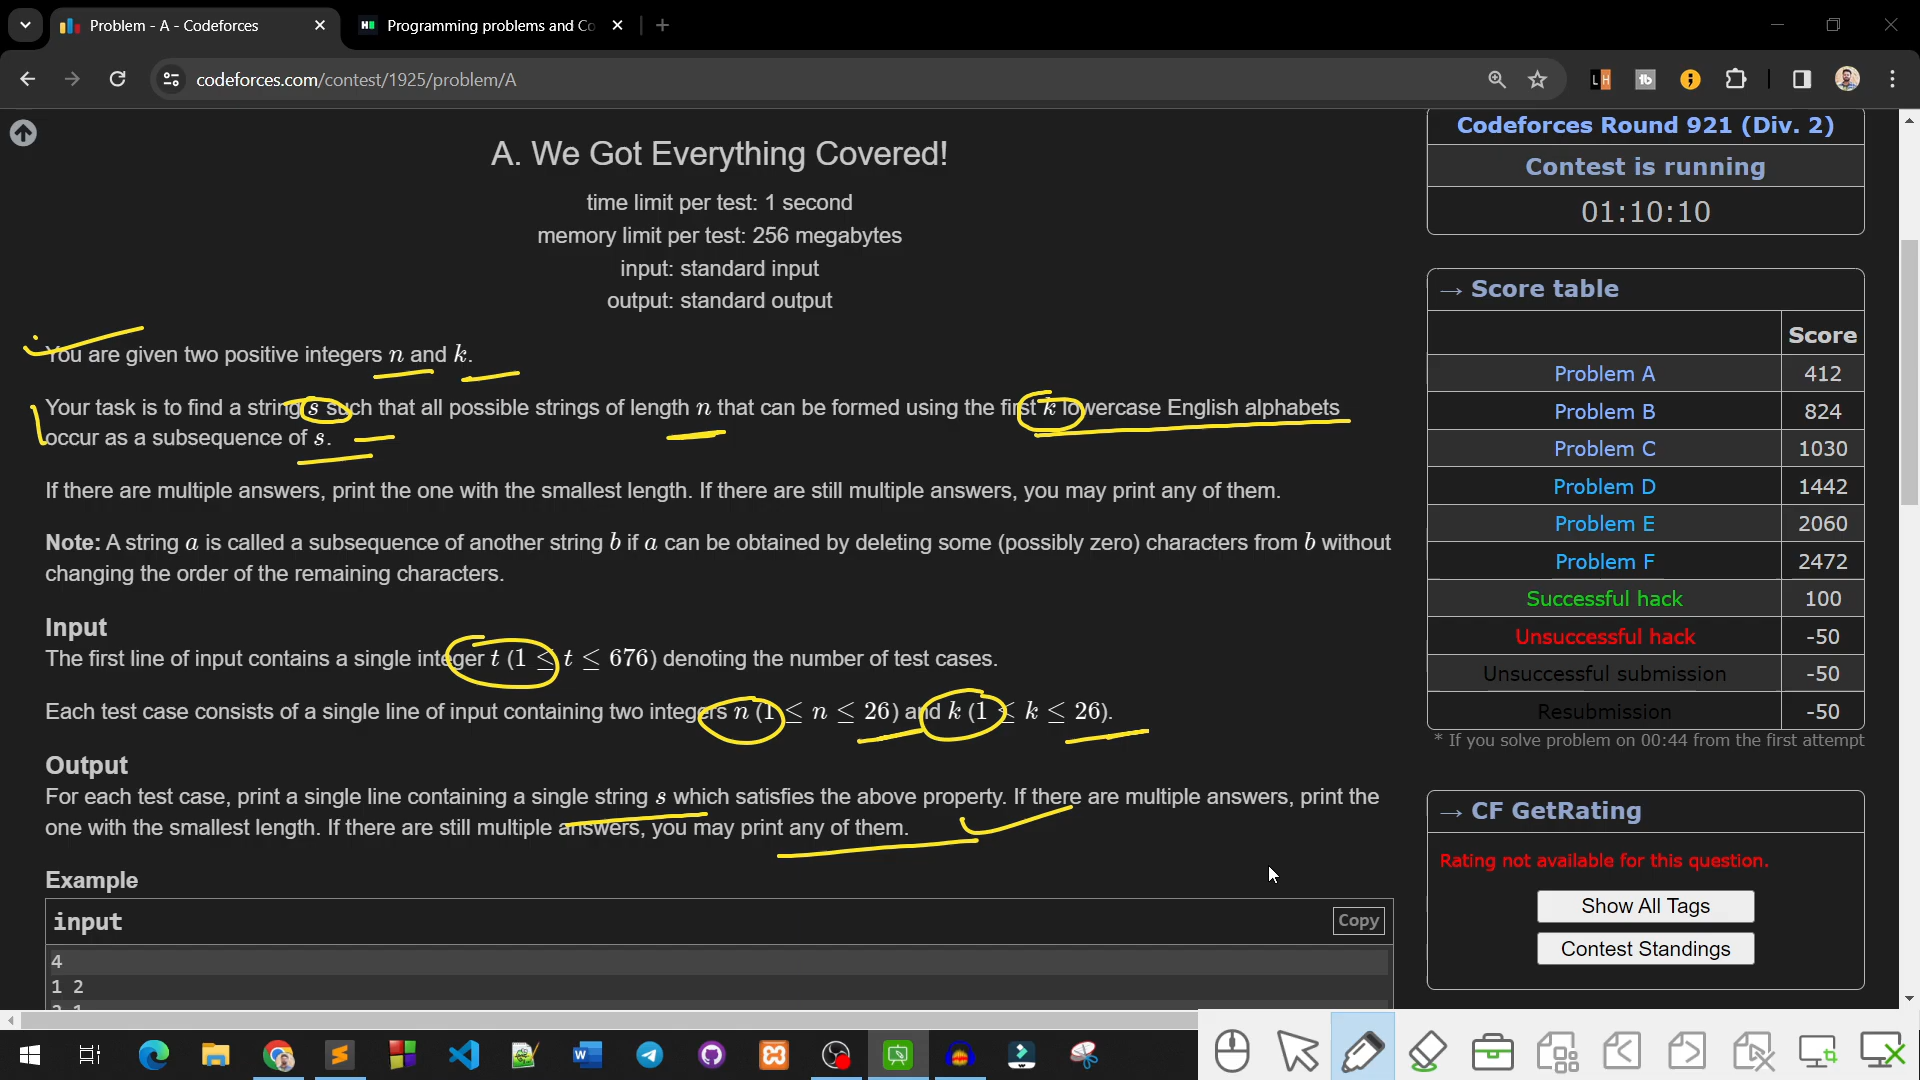 Problem - A - Codeforces
Programming problems and Co
codeforces.com/contest/1925/problem/A
A. We Got Everything Covered!
time limit per test: 1 second
memory limit per test: 256 megabytes
input: standard input
output: standard output
You are given two positive integers n and k.
Your task is to find a string s such that all possible strings of length n that can be formed using the first k lowercase English alphabets
occur as a subsequence of s.
If there are multiple answers, print the one with the smallest length. If there are still multiple answers, you may print any of them.
Note: A string a is called a subsequence of another string b if a can be obtained by deleting some (possibly zero) characters from b without
changing the order of the remaining characters.
Input
The first line of input contains a single integer t (1 ≤ t ≤ 676) denoting the number of test cases.
Each test case consists of a single line of input containing two integers n (1 ≤ n ≤ 26) and k (1 ≤ k ≤ 26).
Output
For each test case, print a single line containing a single string s which satisfies the above property. If there are multiple answers, print the
one with the smallest length. If there are still multiple answers, you may print any of them.
Example
input
Copy
4
1 2
Codeforces Round 921 (Div. 2)
Contest is running
01:10:10
→ Score table
Score
Problem A 412
Problem B 824
Problem C 1030
Problem D 1442
Problem E 2060
Problem F 2472
Successful hack 100
Unsuccessful hack -50
Unsuccessful submission -50
Resubmission -50
* If you solve problem on 00:44 from the first attempt
→ CF GetRating
Rating not available for this question.
Show All Tags
Contest Standings